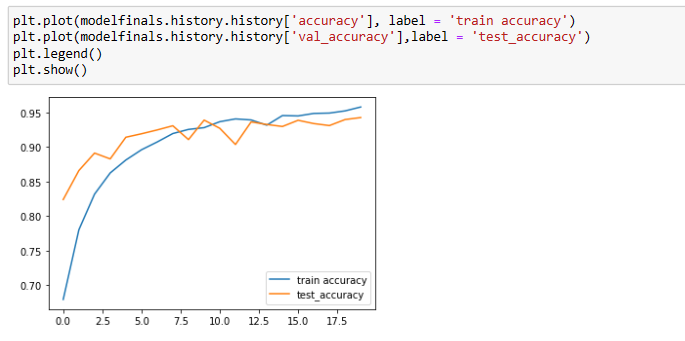 plt.plot(modelfinals.history.history['accuracy'], label = 'train accuracy')
plt.plot(modelfinals.history.history['val_accuracy'],label = 'test_accuracy')
plt.legend()
plt.show()
0.95
0.90
0.85
0.80
0.75
0.70
train accuracy
test_accuracy
0.0 2.5 5.0 7.5 10.0 12.5 15.0 17.5